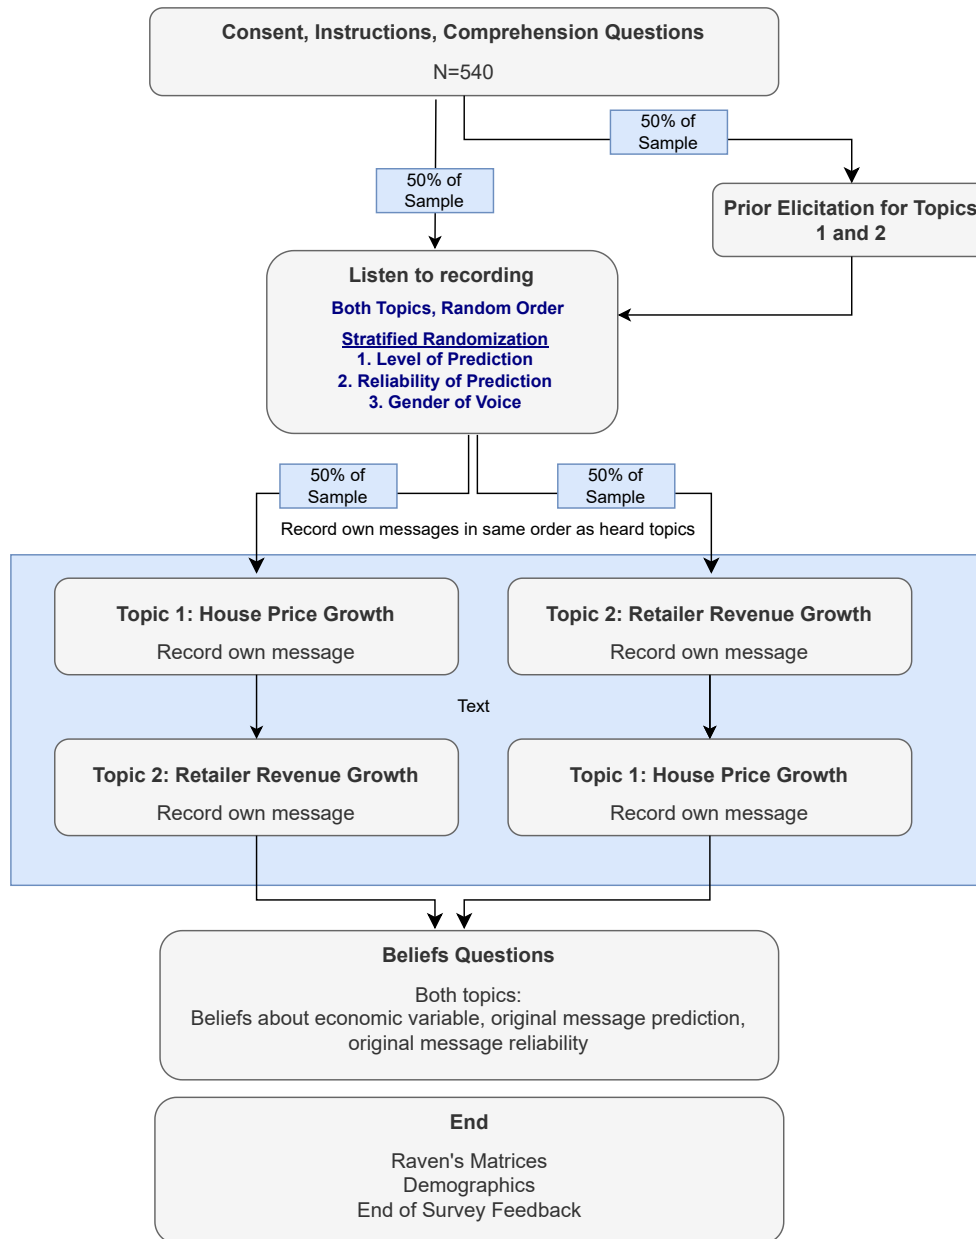 Consent, Instructions, Comprehension Questions
N=540
50% of
Sample
50% of
Sample
Prior Elicitation for Topics
1 and 2
Listen to recording
Both Topics, Random Order
Stratified Randomization
1. Level of Prediction
2. Reliability of Prediction
3. Gender of Voice
50% of
Sample
50% of
Sample
Record own messages in same order as heard topics
Topic 1: House Price Growth
Record own message
Topic 2: Retailer Revenue Growth
Record own message
Text
Topic 2: Retailer Revenue Growth
Record own message
Topic 1: House Price Growth
Record own message
Beliefs Questions
Both topics:
Beliefs about economic variable, original message prediction,
original message reliability
End
Raven's Matrices
Demographics
End of Survey Feedback